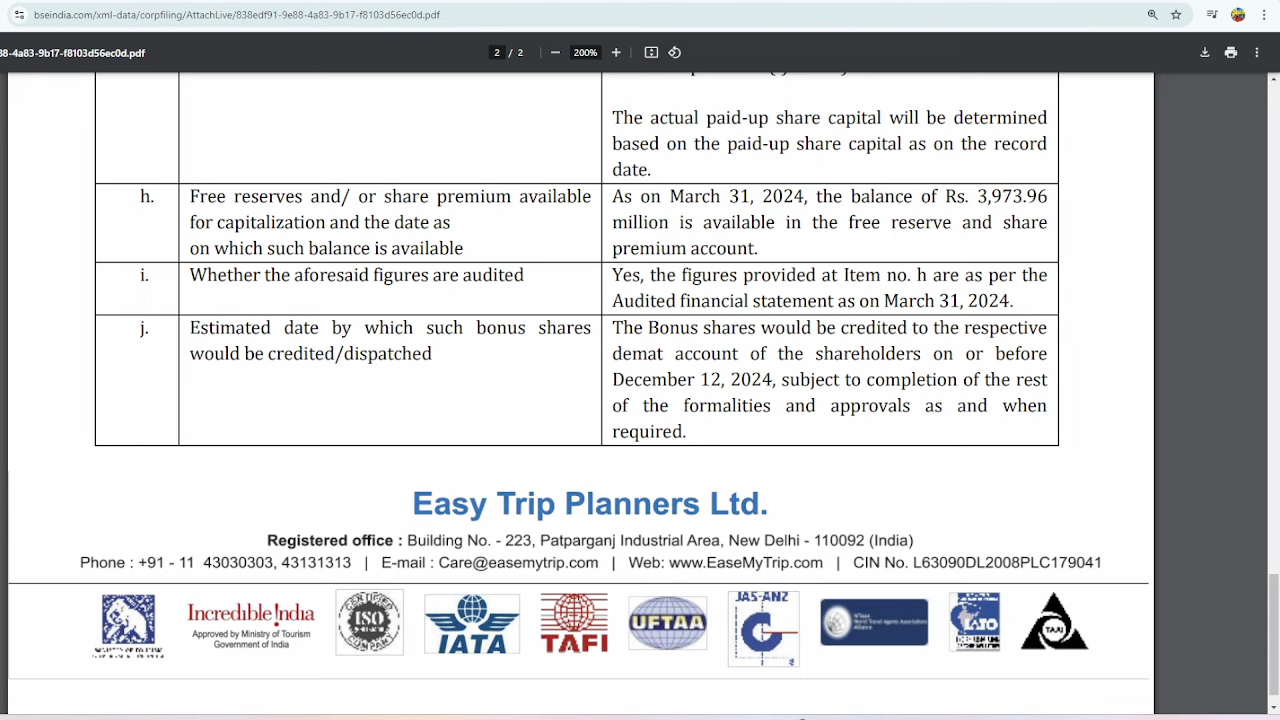 bseindia.com/xml-data/corpfiling/AttachLive/838edf91-9e88-4a83-9b17-f8103d56ec0d.pdf
88-4a83-9b17-f8103d56ec0d.pdf
2 / 2
200%
The actual paid-up share capital will be determined
based on the paid-up share capital as on the record
date.
h. Free reserves and/ or share premium available
for capitalization and the date as
on which such balance is available
As on March 31, 2024, the balance of Rs. 3,973.96
million is available in the free reserve and share
premium account.
i. Whether the aforesaid figures are audited
Yes, the figures provided at Item no. h are as per the
Audited financial statement as on March 31, 2024.
j. Estimated date by which such bonus shares
would be credited/dispatched
The Bonus shares would be credited to the respective
demat account of the shareholders on or before
December 12, 2024, subject to completion of the rest
of the formalities and approvals as and when
required.
Easy Trip Planners Ltd.
Registered office : Building No. - 223, Patparganj Industrial Area, New Delhi - 110092 (India)
Phone : +91 - 11 43030303, 43131313 | E-mail : Care@easemytrip.com | Web: www.EaseMyTrip.com | CIN No. L63090DL2008PLC179041
Incredible!ndia
Approved by Ministry of Tourism
Government of India
CERTIFIED
ISO
COMPANY
IATA
TAFI
UFTAA
JAS-ANZ
IATO
TAAI